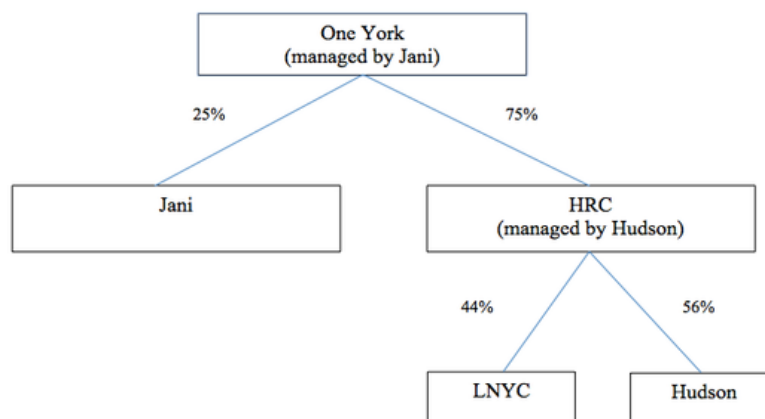 One York
(managed by Jani)
25%
75%
Jani
HRC
(managed by Hudson)
44%
56%
LNYC
Hudson